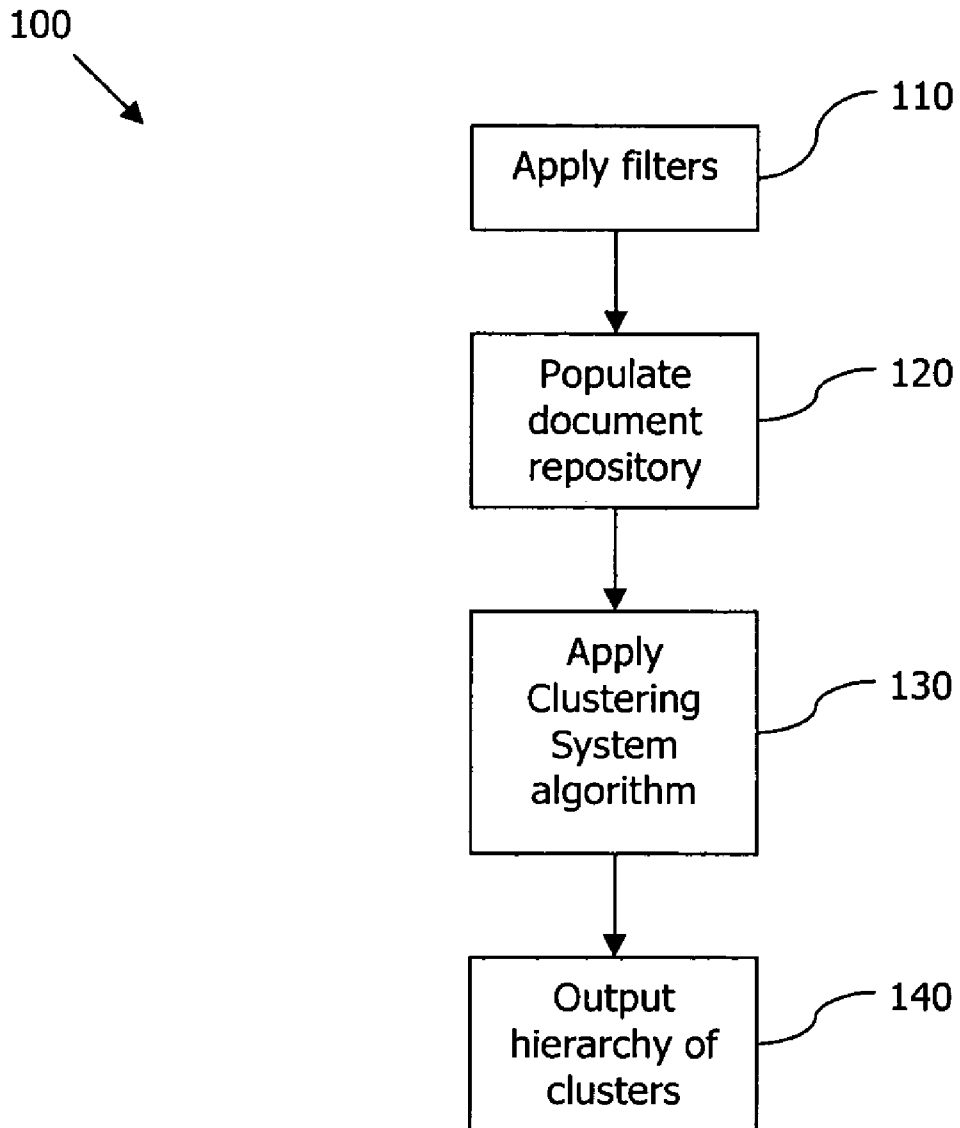 100
110
Apply filters
120
Populate
document
repository
130
Apply
Clustering
System
algorithm
140
Output
hierarchy of
clusters